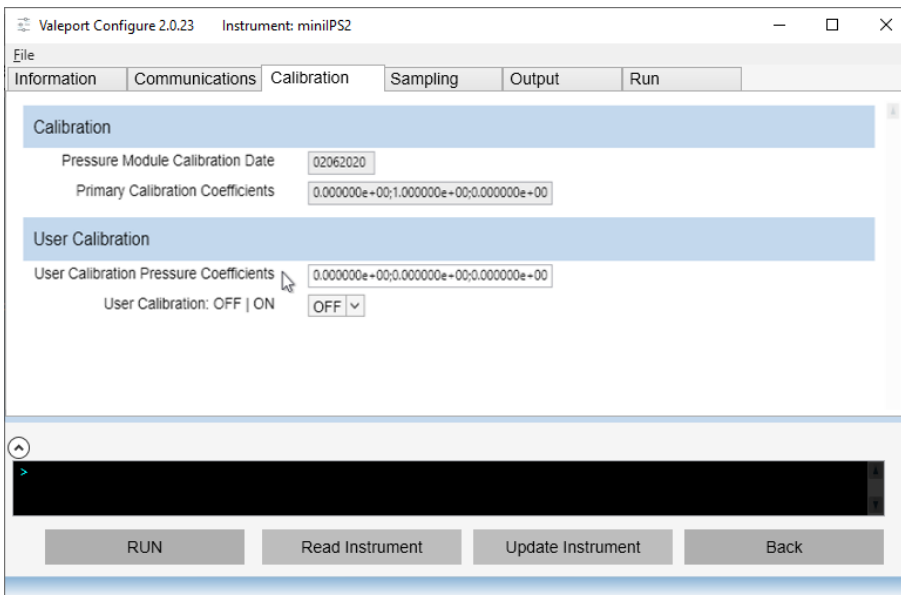 Valeport Configure 2.0.23 Instrument: miniIPS2
File
Information Communications Calibration Sampling Output Run
Calibration
Pressure Module Calibration Date 02062020
Primary Calibration Coefficients 0.000000e+00;1.000000e+00;0.000000e+00
User Calibration
User Calibration Pressure Coefficients 0.000000e+00;0.000000e+00;0.000000e+00
User Calibration: OFF | ON OFF
>
RUN Read Instrument Update Instrument Back